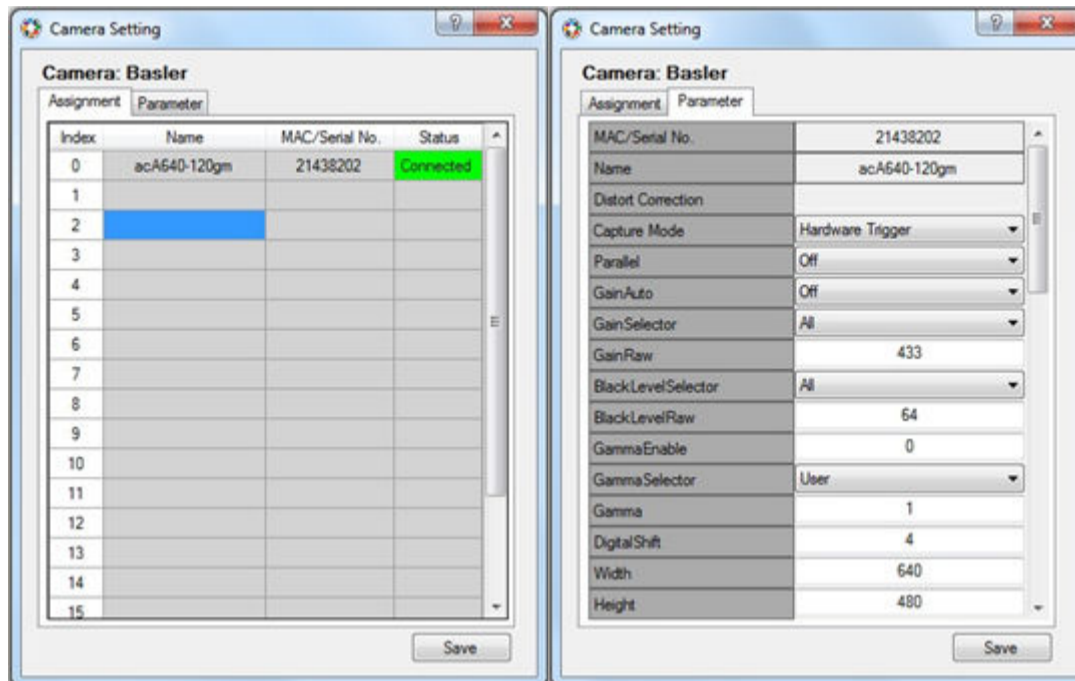 Camera Setting
Camera: Basler
Assignment Parameter
Index Name MAC/Serial No. Status
0 acA640-120gm 21438202 Connected
1
2
3
4
5
6
7
8
9
10
11
12
13
14
15
Save
Camera Setting
Camera: Basler
Assignment Parameter
MAC/Serial No. 21438202
Name acA640-120gm
Distort Correction
Capture Mode Hardware Trigger
Parallel Off
GainAuto Off
GainSelector All
GainRaw 433
BlackLevelSelector All
BlackLevelRaw 64
GammaEnable 0
GammaSelector User
Gamma 1
DigitalShift 4
Width 640
Height 480
Save